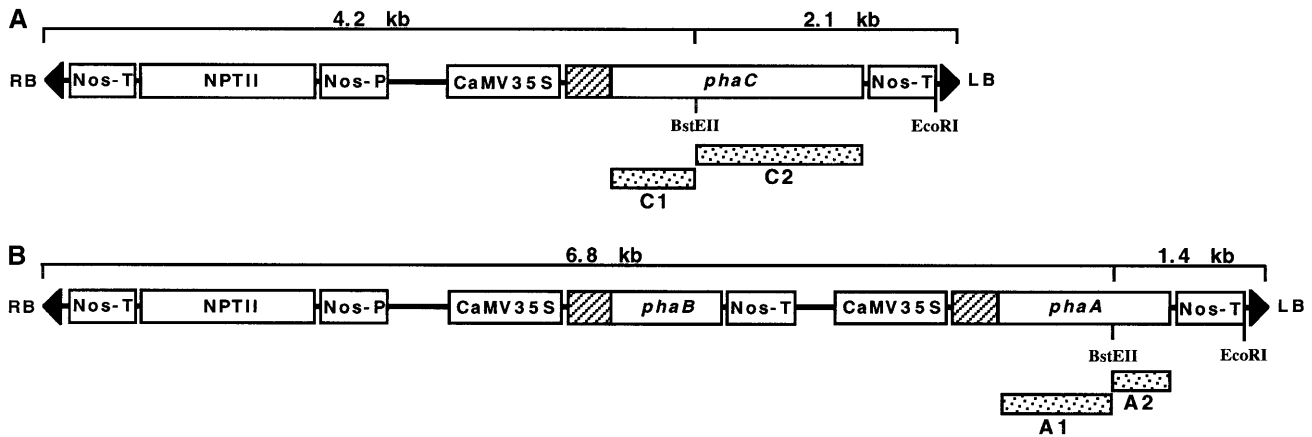 A 4.2 kb 2.1 kb
RB Nos-T NPTII Nos-P CaMV35S phaC Nos-T LB
BstEII EcoRI
C2
C1
B 6.8 kb 1.4 kb
RB Nos-T NPTII Nos-P CaMV35S phaB Nos-T CaMV35S phaA Nos-T LB
BstEII EcoRI
A2
A1